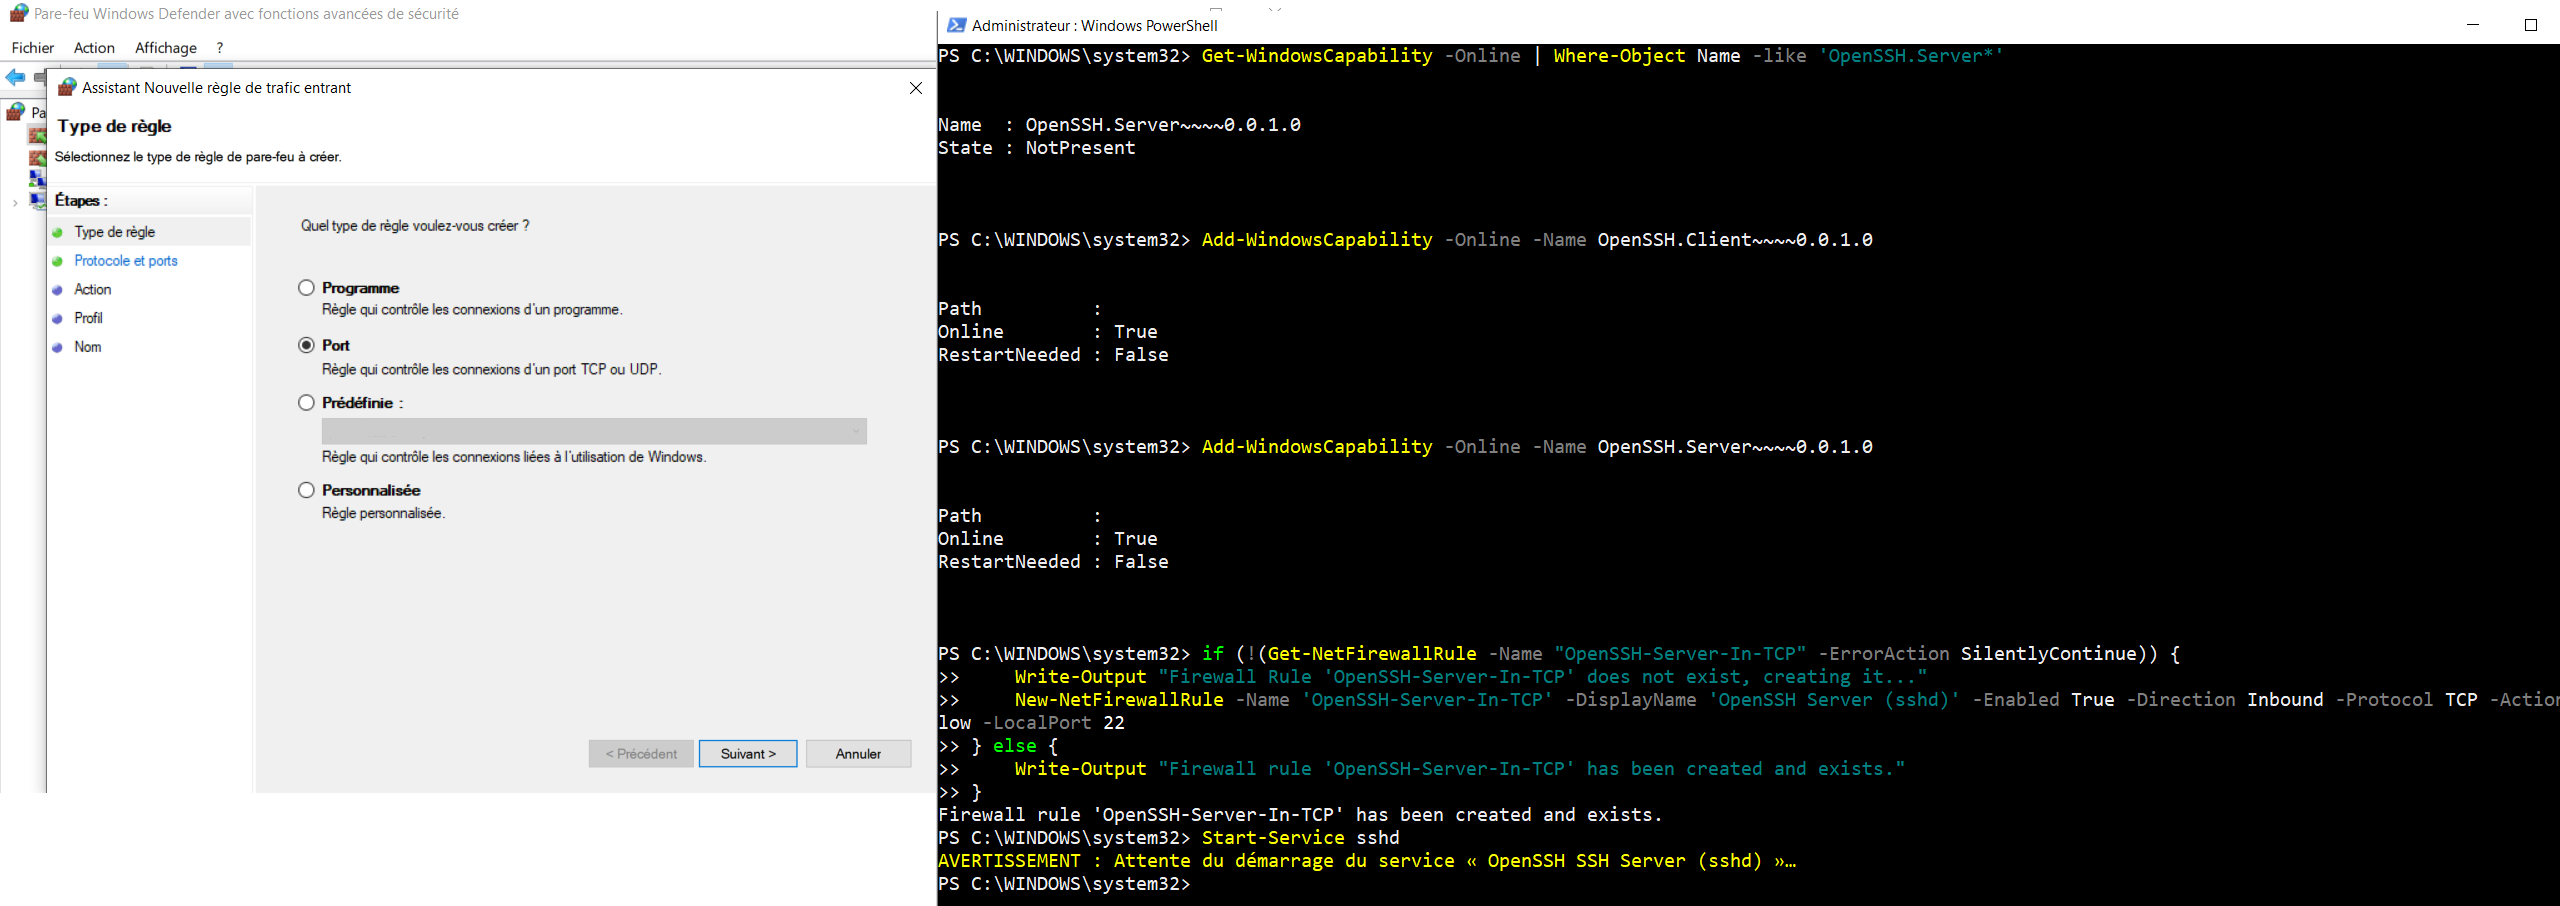 Pare-feu Windows Defender avec fonctions avancées de sécurité
Fichier Action Affichage ?
Pa
Assistant Nouvelle règle de trafic entrant
Type de règle
Sélectionnez le type de règle de pare-feu à créer.
Étapes :
Type de règle
Protocole et ports
Action
Profil
Nom
Quel type de règle voulez-vous créer ?
Programme
Règle qui contrôle les connexions d'un programme.
Port
Règle qui contrôle les connexions d'un port TCP ou UDP.
Prédéfinie :
Règle qui contrôle les connexions liées à l'utilisation de Windows.
Personnalisée
Règle personnalisée.
< Précédent Suivant > Annuler
Administrateur : Windows PowerShell
PS C:\WINDOWS\system32> Get-WindowsCapability -Online | Where-Object Name -like 'OpenSSH.Server*'
Name  : OpenSSH.Server~~~~0.0.1.0
State : NotPresent
PS C:\WINDOWS\system32> Add-WindowsCapability -Online -Name OpenSSH.Client~~~~0.0.1.0
Path          :
Online        : True
RestartNeeded : False
PS C:\WINDOWS\system32> Add-WindowsCapability -Online -Name OpenSSH.Server~~~~0.0.1.0
Path          :
Online        : True
RestartNeeded : False
PS C:\WINDOWS\system32> if (!(Get-NetFirewallRule -Name "OpenSSH-Server-In-TCP" -ErrorAction SilentlyContinue)) {
>>     Write-Output "Firewall Rule 'OpenSSH-Server-In-TCP' does not exist, creating it..."
>>     New-NetFirewallRule -Name 'OpenSSH-Server-In-TCP' -DisplayName 'OpenSSH Server (sshd)' -Enabled True -Direction Inbound -Protocol TCP -Action
low -LocalPort 22
>> } else {
>>     Write-Output "Firewall rule 'OpenSSH-Server-In-TCP' has been created and exists."
>> }
Firewall rule 'OpenSSH-Server-In-TCP' has been created and exists.
PS C:\WINDOWS\system32> Start-Service sshd
AVERTISSEMENT : Attente du démarrage du service « OpenSSH SSH Server (sshd) »…
PS C:\WINDOWS\system32>